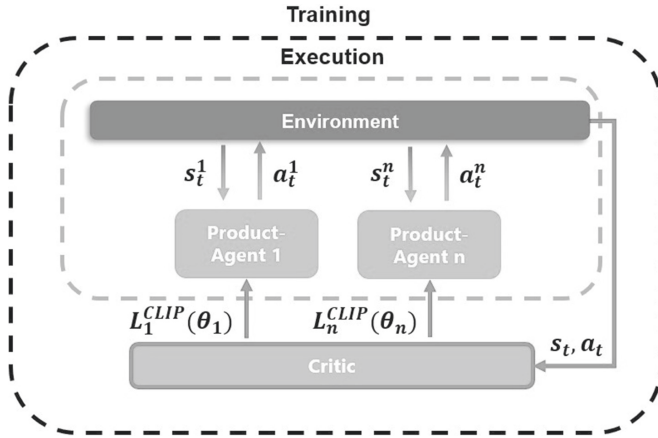 Training
Execution
Environment
s_t^1 a_t^1 s_t^n a_t^n
Product-
Agent 1
Product-
Agent n
L_1^{CLIP}(θ_1) L_n^{CLIP}(θ_n)
s_t, a_t
Critic